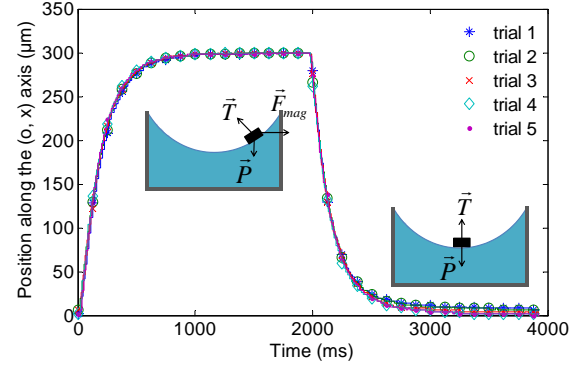 Position along the (o, x) axis (µm)
350
300
250
200
150
100
50
0
0
1000
2000
3000
4000
Time (ms)
trial 1
trial 2
trial 3
trial 4
trial 5
T
F mag
P
T
P